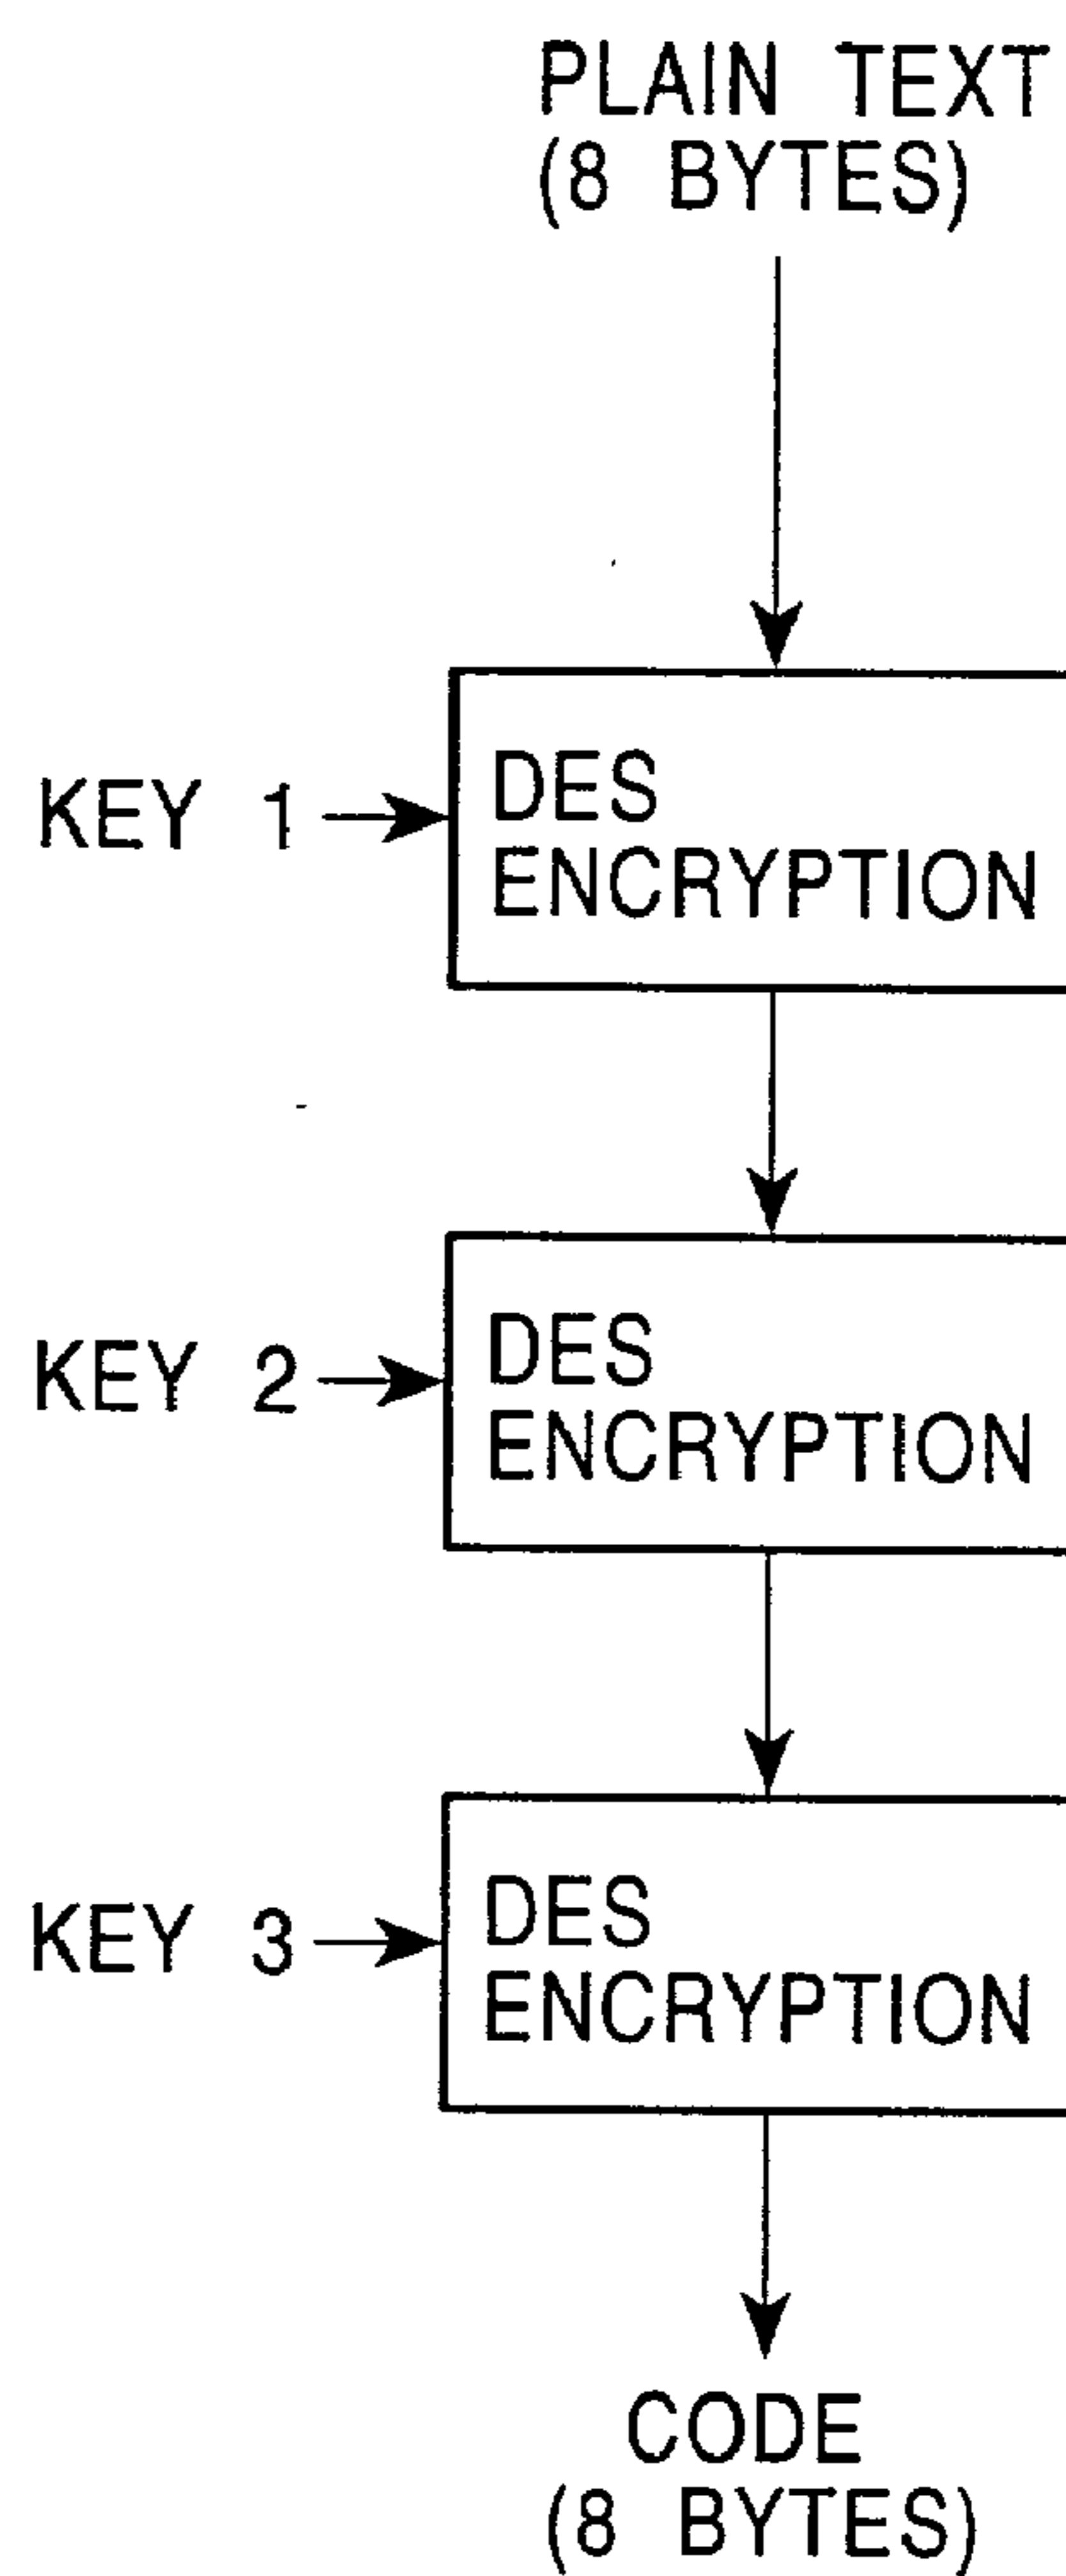 PLAIN TEXT
(8 BYTES)
KEY 1
DES
ENCRYPTION
KEY 2
DES
ENCRYPTION
KEY 3
DES
ENCRYPTION
CODE
(8 BYTES)